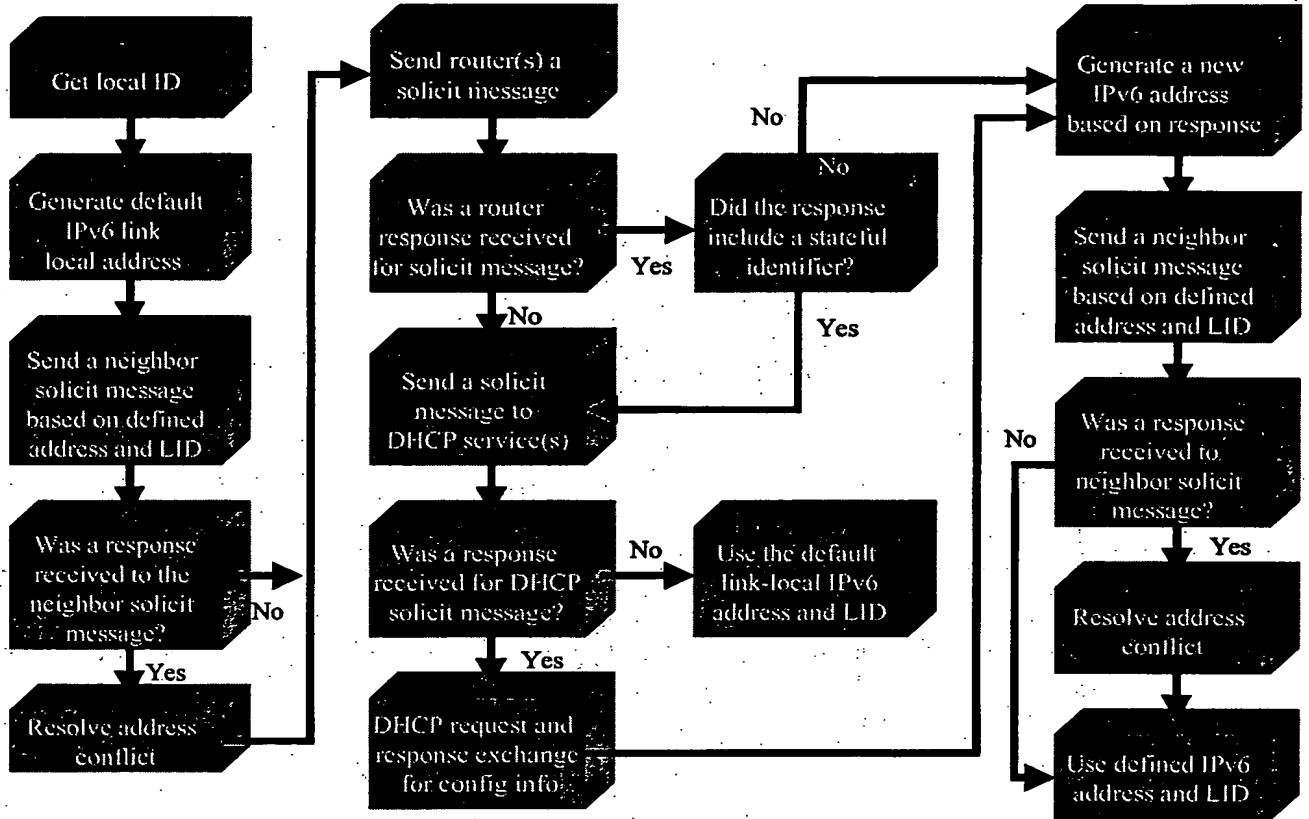 Get local ID
Generate default
IPv6 link
local address
Send a neighbor
solicit message
based on defined
address and LID
Was a response
received to the
neighbor solicit
message?
No
Yes
Resolve address
conflict
Send router(s) a
solicit message
Was a router
response received
for solicit message?
Yes
No
Did the response
include a stateful
identifier?
No
No
Yes
Send a solicit
message to
DHCP service(s)
Was a response
received for DHCP
solicit message?
No
Yes
Use the default
link-local IPv6
address and LID
DHCP request and
response exchange
for config info
Generate a new
IPv6 address
based on response
Send a neighbor
solicit message
based on defined
address and LID
Was a response
received to
neighbor solicit
message?
No
Yes
Resolve address
conflict
Use defined IPv6
address and LID